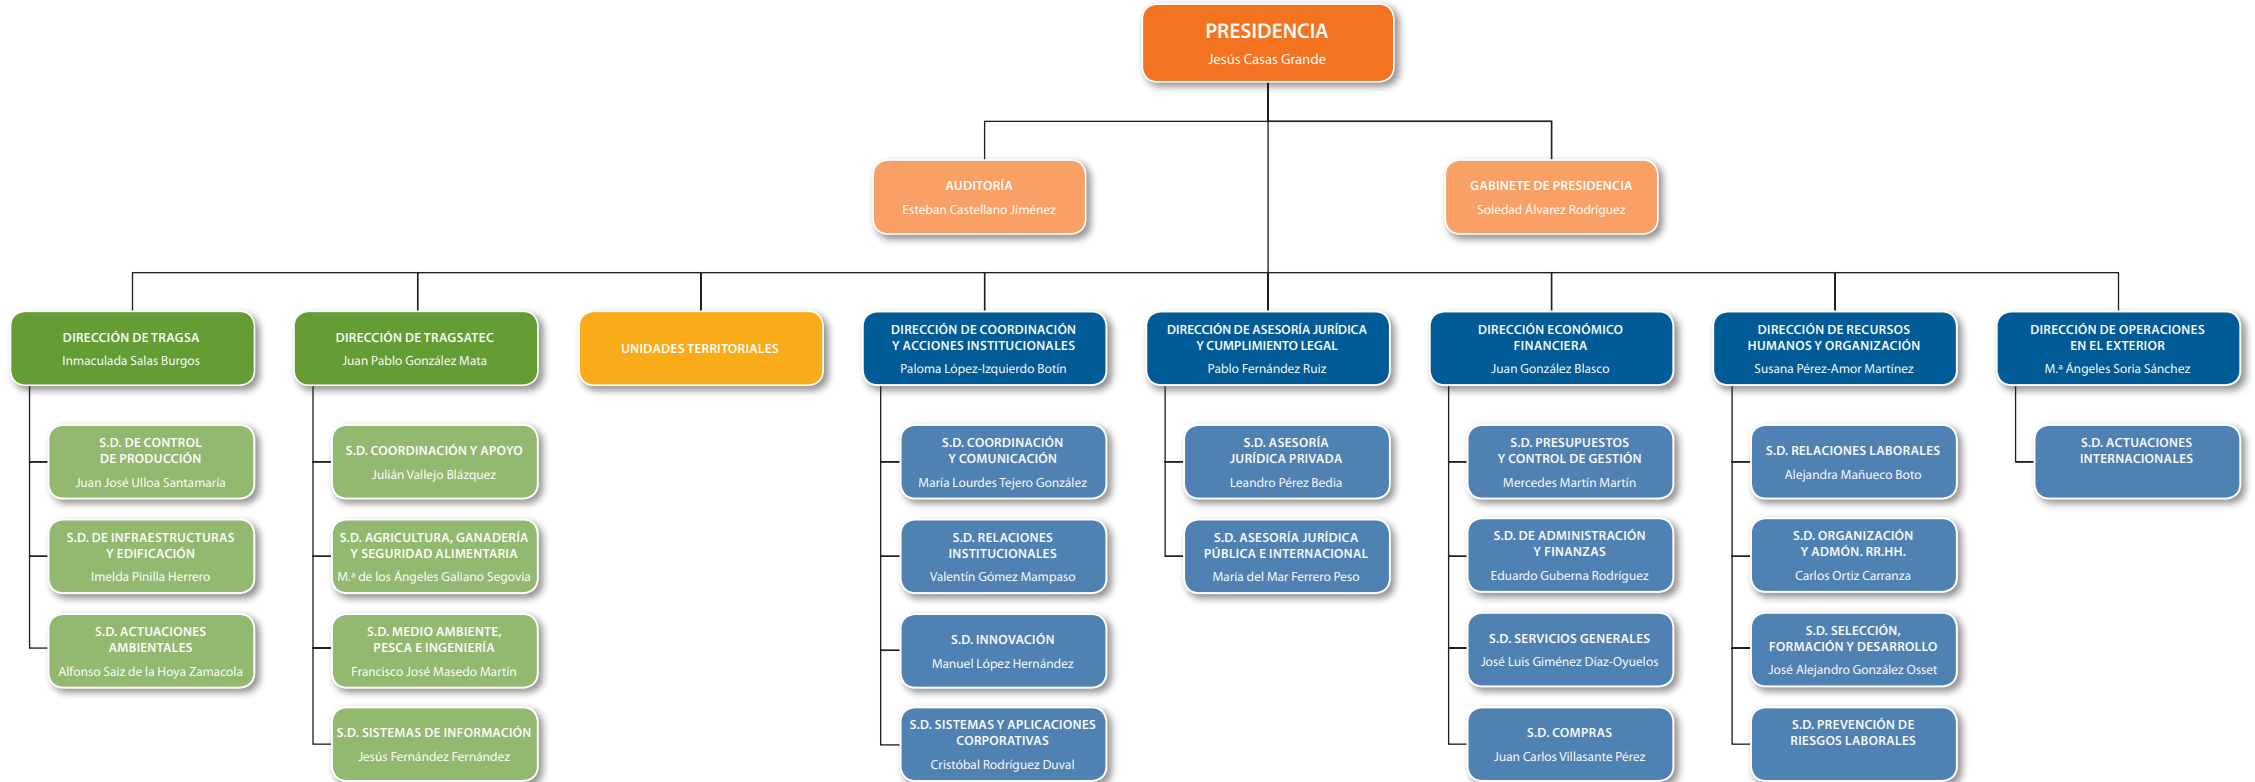 PRESIDENCIA
Jesús Casas Grande
AUDITORÍA
Esteban Castellano Jiménez
GABINETE DE PRESIDENCIA
Soledad Álvarez Rodríguez
DIRECCIÓN DE TRAGSA
Inmaculada Salas Burgos
S.D. DE CONTROL
DE PRODUCCIÓN
Juan José Ulloa Santamaría
S.D. DE INFRAESTRUCTURAS
Y EDIFICACIÓN
Imelda Pinilla Herrero
S.D. ACTUACIONES
AMBIENTALES
Alfonso Saiz de la Hoya Zamacola
DIRECCIÓN DE TRAGSATEC
Juan Pablo González Mata
S.D. COORDINACIÓN Y APOYO
Julián Vallejo Blázquez
S.D. AGRICULTURA, GANADERÍA
Y SEGURIDAD ALIMENTARIA
M.ª de los Ángeles Galiano Segovia
S.D. MEDIO AMBIENTE,
PESCA E INGENIERÍA
Francisco José Masedo Martín
S.D. SISTEMAS DE INFORMACIÓN
Jesús Fernández Fernández
UNIDADES TERRITORIALES
DIRECCIÓN DE COORDINACIÓN
Y ACCIONES INSTITUCIONALES
Paloma López-Izquierdo Botín
S.D. COORDINACIÓN
Y COMUNICACIÓN
María Lourdes Tejero González
S.D. RELACIONES
INSTITUCIONALES
Valentín Gómez Mampaso
S.D. INNOVACIÓN
Manuel López Hernández
S.D. SISTEMAS Y APLICACIONES
CORPORATIVAS
Cristóbal Rodríguez Duval
DIRECCIÓN DE ASESORÍA JURÍDICA
Y CUMPLIMIENTO LEGAL
Pablo Fernández Ruiz
S.D. ASESORÍA
JURÍDICA PRIVADA
Leandro Pérez Bedia
S.D. ASESORÍA JURÍDICA
PÚBLICA E INTERNACIONAL
María del Mar Ferrero Peso
DIRECCIÓN ECONÓMICO
FINANCIERA
Juan González Blasco
S.D. PRESUPUESTOS
Y CONTROL DE GESTIÓN
Mercedes Martín Martín
S.D. DE ADMINISTRACIÓN
Y FINANZAS
Eduardo Guberna Rodríguez
S.D. SERVICIOS GENERALES
José Luis Giménez Díaz-Oyuelos
S.D. COMPRAS
Juan Carlos Villasante Pérez
DIRECCIÓN DE RECURSOS
HUMANOS Y ORGANIZACIÓN
Susana Pérez-Amor Martínez
S.D. RELACIONES LABORALES
Alejandra Mañueco Boto
S.D. ORGANIZACIÓN
Y ADMÓN. RR.HH.
Carlos Ortiz Carranza
S.D. SELECCIÓN,
FORMACIÓN Y DESARROLLO
José Alejandro González Osset
S.D. PREVENCIÓN DE
RIESGOS LABORALES
DIRECCIÓN DE OPERACIONES
EN EL EXTERIOR
M.ª Ángeles Soria Sánchez
S.D. ACTUACIONES
INTERNACIONALES